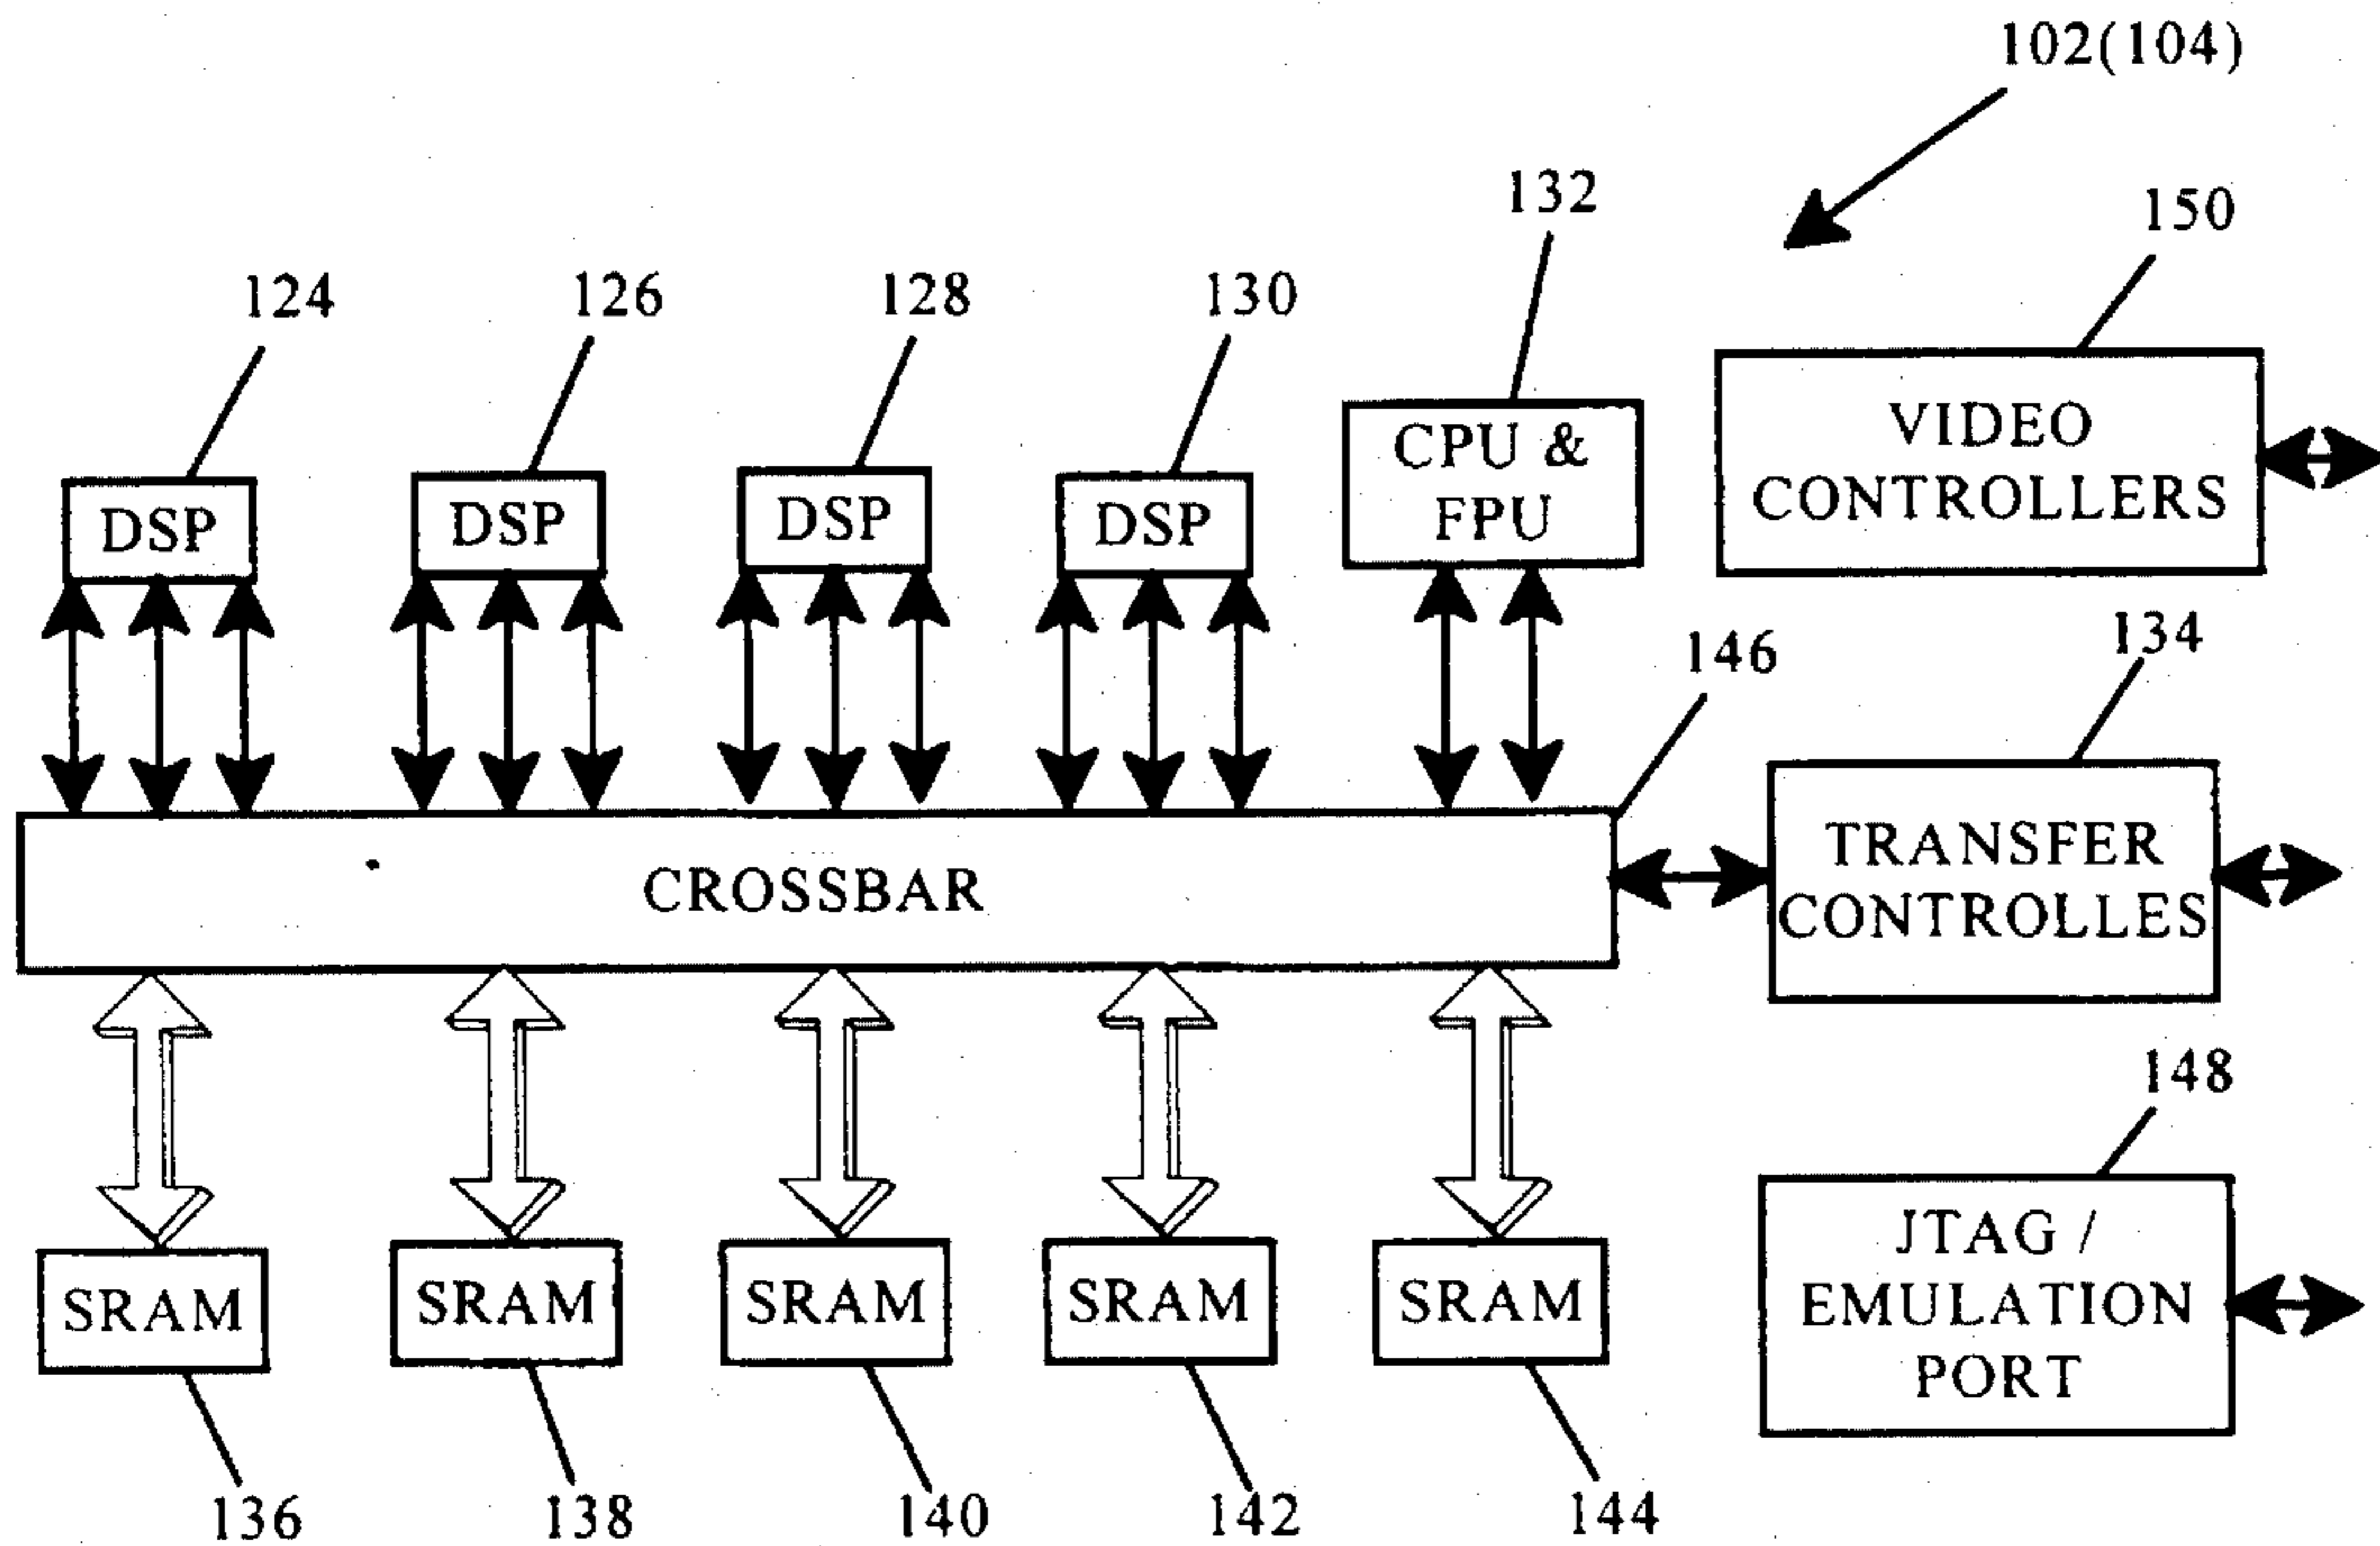 102(104)
132
150
124
126
128
130
VIDEO
CONTROLLERS
CPU &
FPU
DSP
DSP
DSP
DSP
146
134
TRANSFER
CONTROLLES
CROSSBAR
148
JTAG /
EMULATION
PORT
SRAM
SRAM
SRAM
SRAM
SRAM
136
138
140
142
144